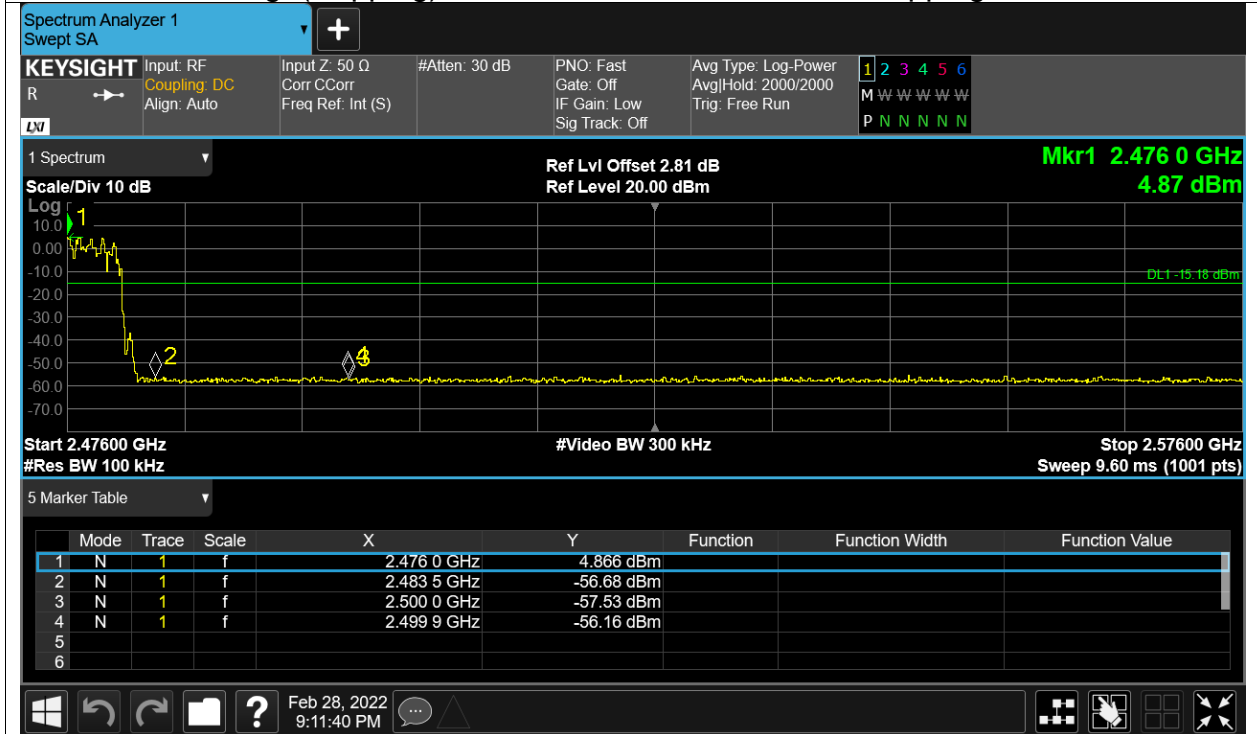 Spectrum Analyzer 1
Swept SA
+
KEYSIGHT Input: RF Input Z: 50 Ω #Atten: 30 dB PNO: Fast Avg Type: Log-Power 1 2 3 4 5 6
R Coupling: DC Corr CCorr Gate: Off Avg|Hold: 2000/2000 M W W W W W
Align: Auto Freq Ref: Int (S) IF Gain: Low Trig: Free Run
LXI Sig Track: Off P N N N N N
1 Spectrum Ref Lvl Offset 2.81 dB Mkr1 2.476 0 GHz
Scale/Div 10 dB Ref Level 20.00 dBm 4.87 dBm
Log 1
10.0
0.00
-10.0 DL1 -15.18 dBm
-20.0
-30.0
-40.0
-50.0 2
-60.0
-70.0
Start 2.47600 GHz #Video BW 300 kHz Stop 2.57600 GHz
#Res BW 100 kHz Sweep 9.60 ms (1001 pts)
5 Marker Table
Mode Trace Scale X Y Function Function Width Function Value
1 N 1 f 2.476 0 GHz 4.866 dBm
2 N 1 f 2.483 5 GHz -56.68 dBm
3 N 1 f 2.500 0 GHz -57.53 dBm
4 N 1 f 2.499 9 GHz -56.16 dBm
5
6
? Feb 28, 2022
9:11:40 PM